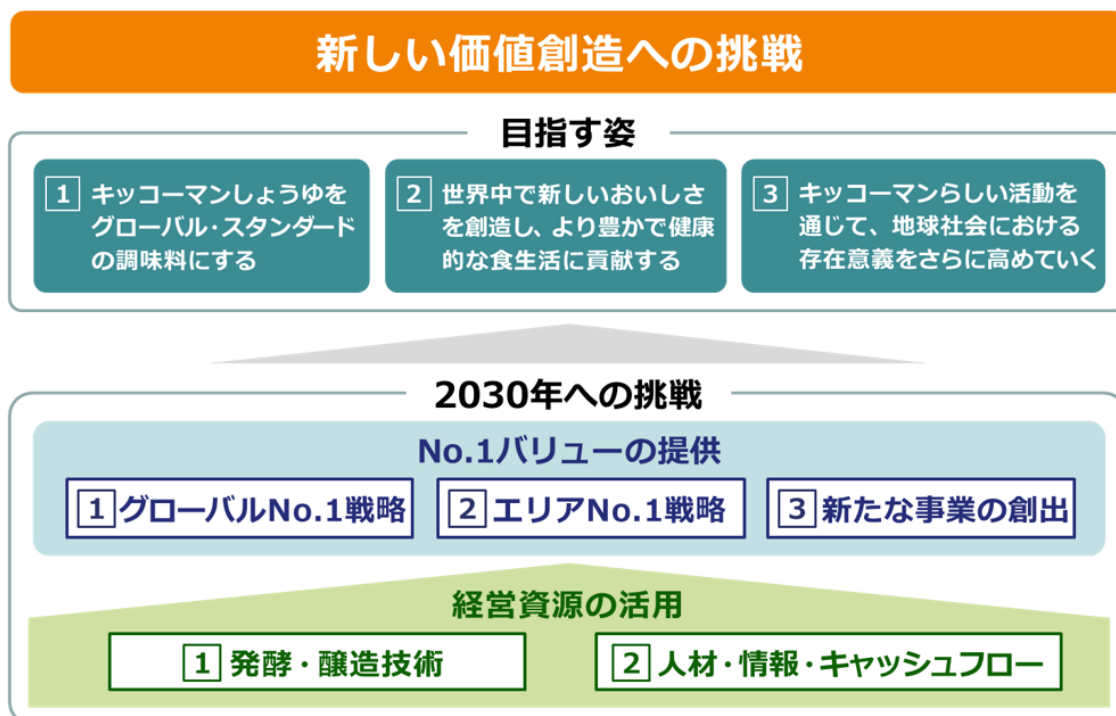 新しい価値創造への挑戦
目指す姿
1 キッコーマンしょうゆを
グローバル・スタンダード
の調味料にする
2 世界中で新しいおいしさ
を創造し、より豊かで健康
的な食生活に貢献する
3 キッコーマンらしい活動を
通じて、地球社会における
存在意義をさらに高めていく
2030年への挑戦
No.1バリューの提供
1 グローバルNo.1戦略
2 エリアNo.1戦略
3 新たな事業の創出
経営資源の活用
1 発酵・醸造技術
2 人材・情報・キャッシュフロー